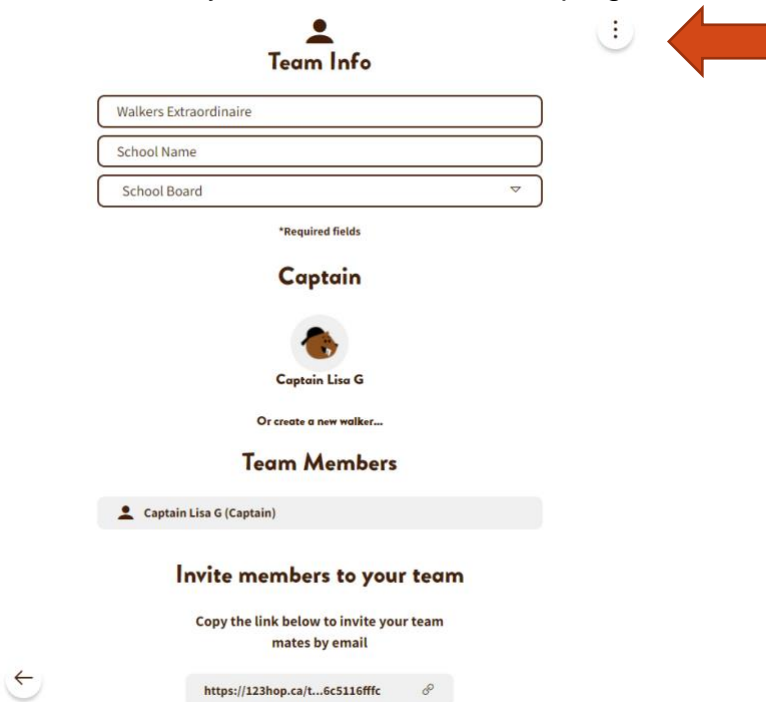 Team Info
Walkers Extraordinaire
School Name
School Board
*Required fields
Captain
Captain Lisa G
Or create a new walker...
Team Members
Captain Lisa G (Captain)
Invite members to your team
Copy the link below to invite your team
mates by email
https://123hop.ca/t...6c5116fffc